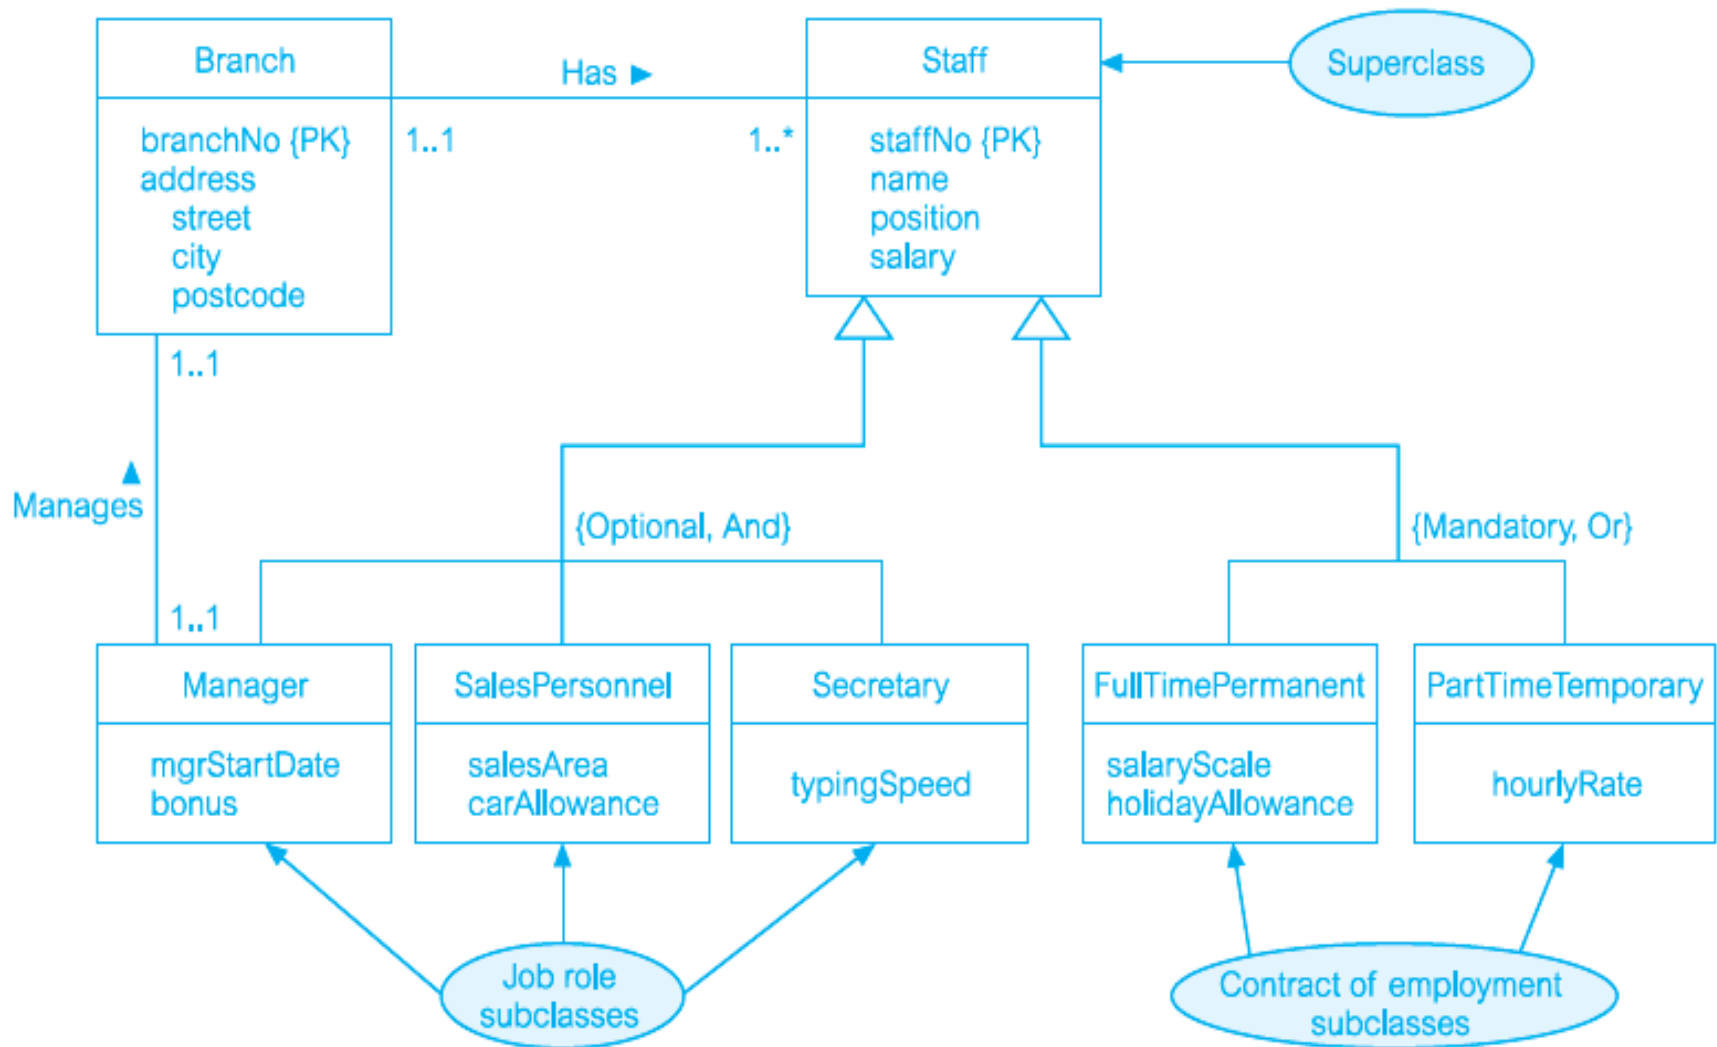 Branch
Has ►
Staff
Superclass
branchNo {PK}
address
street
city
postcode
1..1
1..*
staffNo {PK}
name
position
salary
1..1
▲
Manages
{Optional, And}
{Mandatory, Or}
1..1
Manager
mgrStartDate
bonus
SalesPersonnel
salesArea
carAllowance
Secretary
typingSpeed
FullTimePermanent
salaryScale
holidayAllowance
PartTimeTemporary
hourlyRate
Job role
subclasses
Contract of employment
subclasses